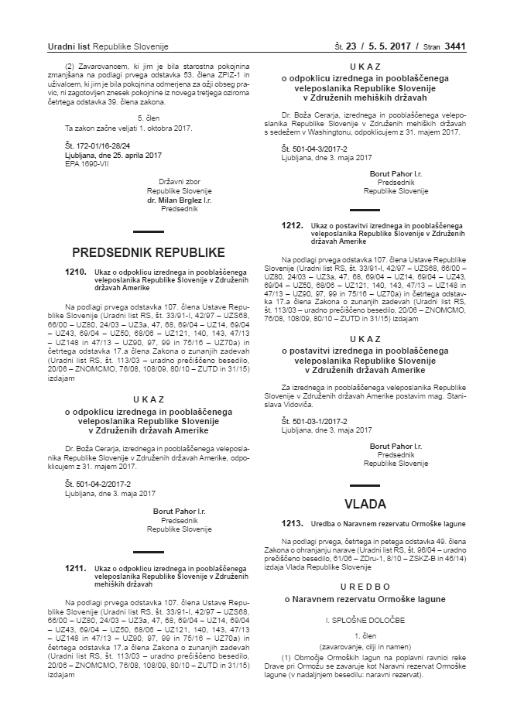 Uradni list Republike Slovenije
Št. 23 / 5. 5. 2017 / Stran 3441
(2) Zavarovancem, ki jim je bila starostna pokojnina
zmanjšana na podlagi prvega odstavka 53. člena ZPIZ-1 in
uživalcem, ki jim je bila pokojnina odmerjena za ožji obseg pra-
vic, ni zagotovljen znesek pokojnine iz novega tretjega oziroma
četrtega odstavka 39. člena zakona.
5. člen
Ta zakon začne veljati 1. oktobra 2017.
Št. 172-01/16-28/24
Ljubljana, dne 25. aprila 2017
EPA 1690-VII
Državni zbor
Republike Slovenije
dr. Milan Brglez l.r.
Predsednik
PREDSEDNIK REPUBLIKE
1210. Ukaz o odpoklicu izrednega in pooblaščenega
veleposlanika Republike Slovenije v Združenih
državah Amerike
Na podlagi prvega odstavka 107. člena Ustave Repu-
blike Slovenije (Uradni list RS, št. 33/91-I, 42/97 – UZS68,
66/00 – UZ80, 24/03 – UZ3a, 47, 68, 69/04 – UZ14, 69/04
– UZ43, 69/04 – UZ50, 68/06 – UZ121, 140, 143, 47/13
– UZ148 in 47/13 – UZ90, 97, 99 in 75/16 – UZ70a) in
četrtega odstavka 17.a člena Zakona o zunanjih zadevah
(Uradni list RS, št. 113/03 – uradno prečiščeno besedilo,
20/06 – ZNOMCMO, 76/08, 108/09, 80/10 – ZUTD in 31/15)
izdajam
U K A Z
o odpoklicu izrednega in pooblaščenega
veleposlanika Republike Slovenije
v Združenih državah Amerike
Dr. Boža Cerarja, izrednega in pooblaščenega veleposla-
nika Republike Slovenije v Združenih državah Amerike, odpo-
klicujem z 31. majem 2017.
Št. 501-04-2/2017-2
Ljubljana, dne 3. maja 2017
Borut Pahor l.r.
Predsednik
Republike Slovenije
1211. Ukaz o odpoklicu izrednega in pooblaščenega
veleposlanika Republike Slovenije v Združenih
mehiških državah
Na podlagi prvega odstavka 107. člena Ustave Repu-
blike Slovenije (Uradni list RS, št. 33/91-I, 42/97 – UZS68,
66/00 – UZ80, 24/03 – UZ3a, 47, 68, 69/04 – UZ14, 69/04
– UZ43, 69/04 – UZ50, 68/06 – UZ121, 140, 143, 47/13
– UZ148 in 47/13 – UZ90, 97, 99 in 75/16 – UZ70a) in
četrtega odstavka 17.a člena Zakona o zunanjih zadevah
(Uradni list RS, št. 113/03 – uradno prečiščeno besedilo,
20/06 – ZNOMCMO, 76/08, 108/09, 80/10 – ZUTD in 31/15)
izdajam
U K A Z
o odpoklicu izrednega in pooblaščenega
veleposlanika Republike Slovenije
v Združenih mehiških državah
Dr. Boža Cerarja, izrednega in pooblaščenega velepo-
slanika Republike Slovenije v Združenih mehiških državah
s sedežem v Washingtonu, odpoklicujem z 31. majem 2017.
Št. 501-04-3/2017-2
Ljubljana, dne 3. maja 2017
Borut Pahor l.r.
Predsednik
Republike Slovenije
1212. Ukaz o postavitvi izrednega in pooblaščenega
veleposlanika Republike Slovenije v Združenih
državah Amerike
Na podlagi prvega odstavka 107. člena Ustave Republike
Slovenije (Uradni list RS, št. 33/91-I, 42/97 – UZS68, 66/00 –
UZ80, 24/03 – UZ3a, 47, 68, 69/04 – UZ14, 69/04 – UZ43,
69/04 – UZ50, 68/06 – UZ121, 140, 143, 47/13 – UZ148 in
47/13 – UZ90, 97, 99 in 75/16 – UZ70a) in četrtega odstav-
ka 17.a člena Zakona o zunanjih zadevah (Uradni list RS,
št. 113/03 – uradno prečiščeno besedilo, 20/06 – ZNOMCMO,
76/08, 108/09, 80/10 – ZUTD in 31/15) izdajam
U K A Z
o postavitvi izrednega in pooblaščenega
veleposlanika Republike Slovenije
v Združenih državah Amerike
Za izrednega in pooblaščenega veleposlanika Republike
Slovenije v Združenih državah Amerike postavim mag. Stani-
slava Vidoviča.
Št. 501-03-1/2017-2
Ljubljana, dne 3. maja 2017
Borut Pahor l.r.
Predsednik
Republike Slovenije
VLADA
1213. Uredba o Naravnem rezervatu Ormoške lagune
Na podlagi prvega, četrtega in petega odstavka 49. člena
Zakona o ohranjanju narave (Uradni list RS, št. 96/04 – uradno
prečiščeno besedilo, 61/06 – ZDru-1, 8/10 – ZSKZ-B in 46/14)
izdaja Vlada Republike Slovenije
U R E D B O
o Naravnem rezervatu Ormoške lagune
I. SPLOŠNE DOLOČBE
1. člen
(zavarovanje, cilji in namen)
(1) Območje Ormoških lagun na poplavni ravnici reke
Drave pri Ormožu se zavaruje kot Naravni rezervat Ormoške
lagune (v nadaljnjem besedilu: naravni rezervat).